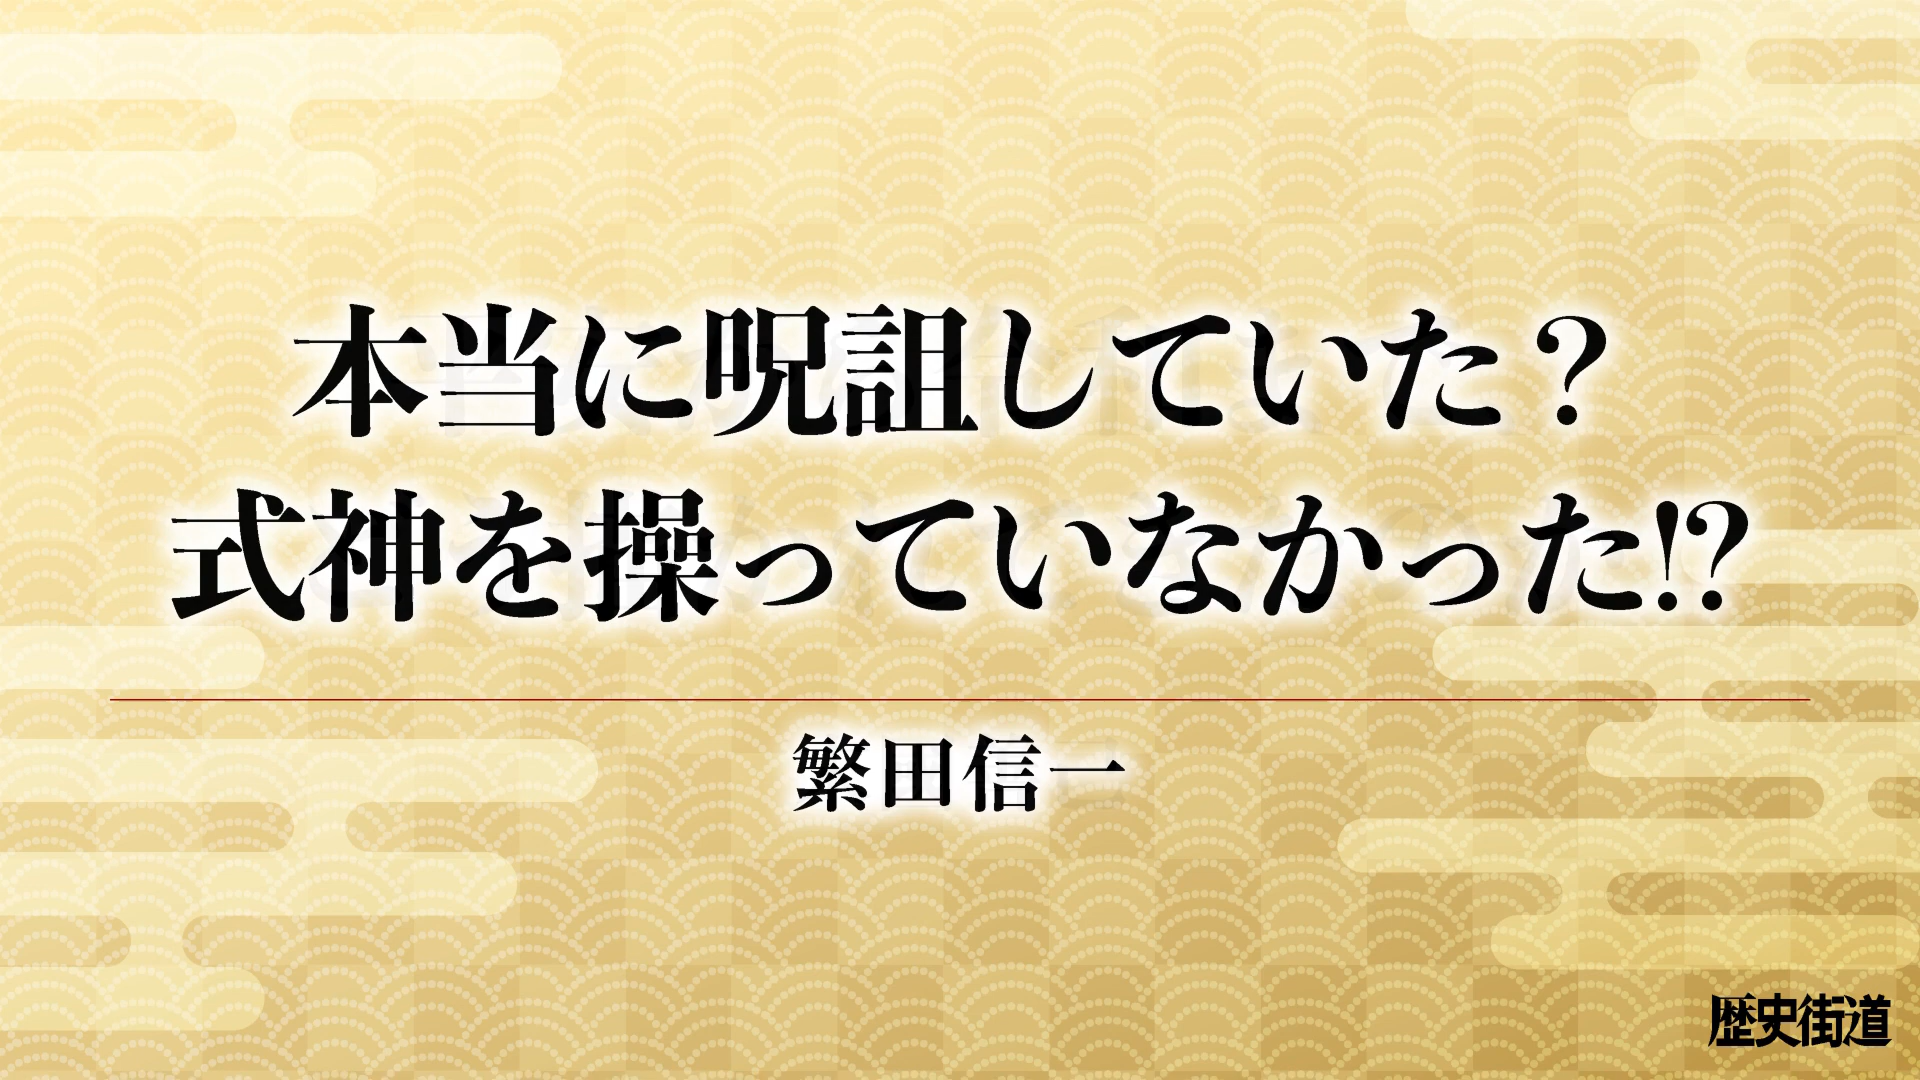 本当に呪詛していた？
式神を操っていなかった⁉
繁田信一
歴史街道